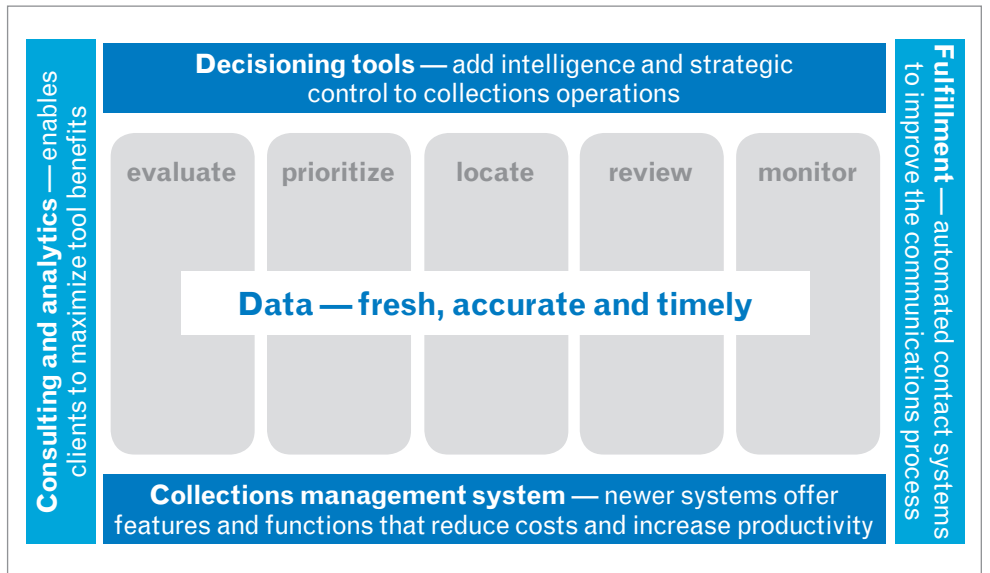 Decisioning tools — add intelligence and strategic
control to collections operations
Consulting and analytics — enables
clients to maximize tool benefits
evaluate
prioritize
locate
review
monitor
Data — fresh, accurate and timely
Fulfillment — automated contact systems
to improve the communications process
Collections management system — newer systems offer
features and functions that reduce costs and increase productivity